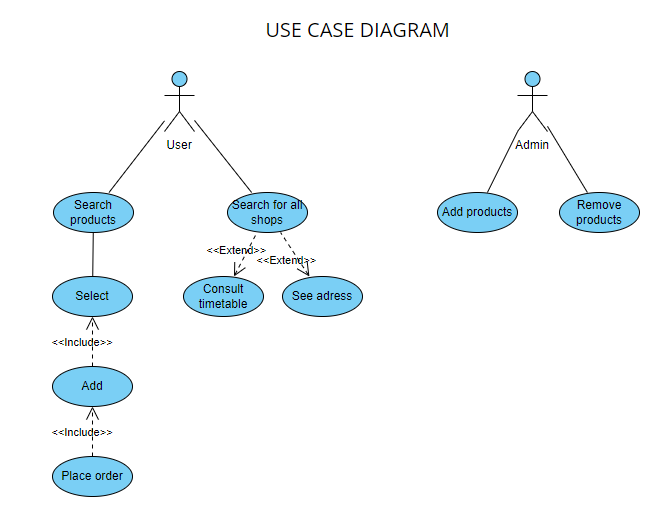 USE CASE DIAGRAM
User
Admin
Search
products
Search for all
shops
Add products
Remove
products
<<Extend>>
<<Extend>>
Select
Consult
timetable
See adress
<<Include>>
Add
<<Include>>
Place order